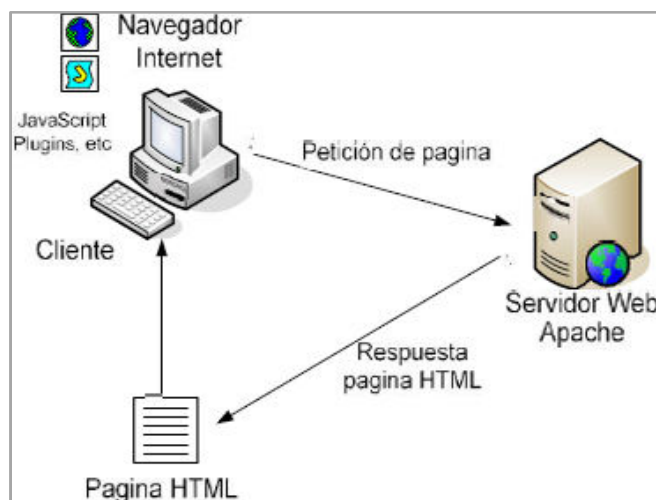 Navegador
Internet
JavaScript
Plugins, etc
Petición de pagina
Cliente
Servidor Web
Apache
Respuesta
pagina HTML
Pagina HTML